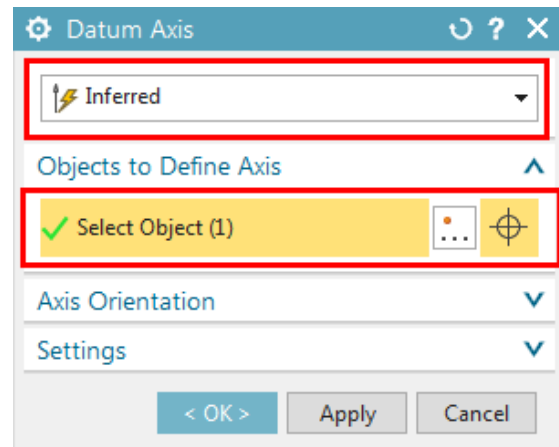 Datum Axis ?
Inferred
Objects to Define Axis
Select Object (1)
Axis Orientation
Settings
< OK > Apply Cancel